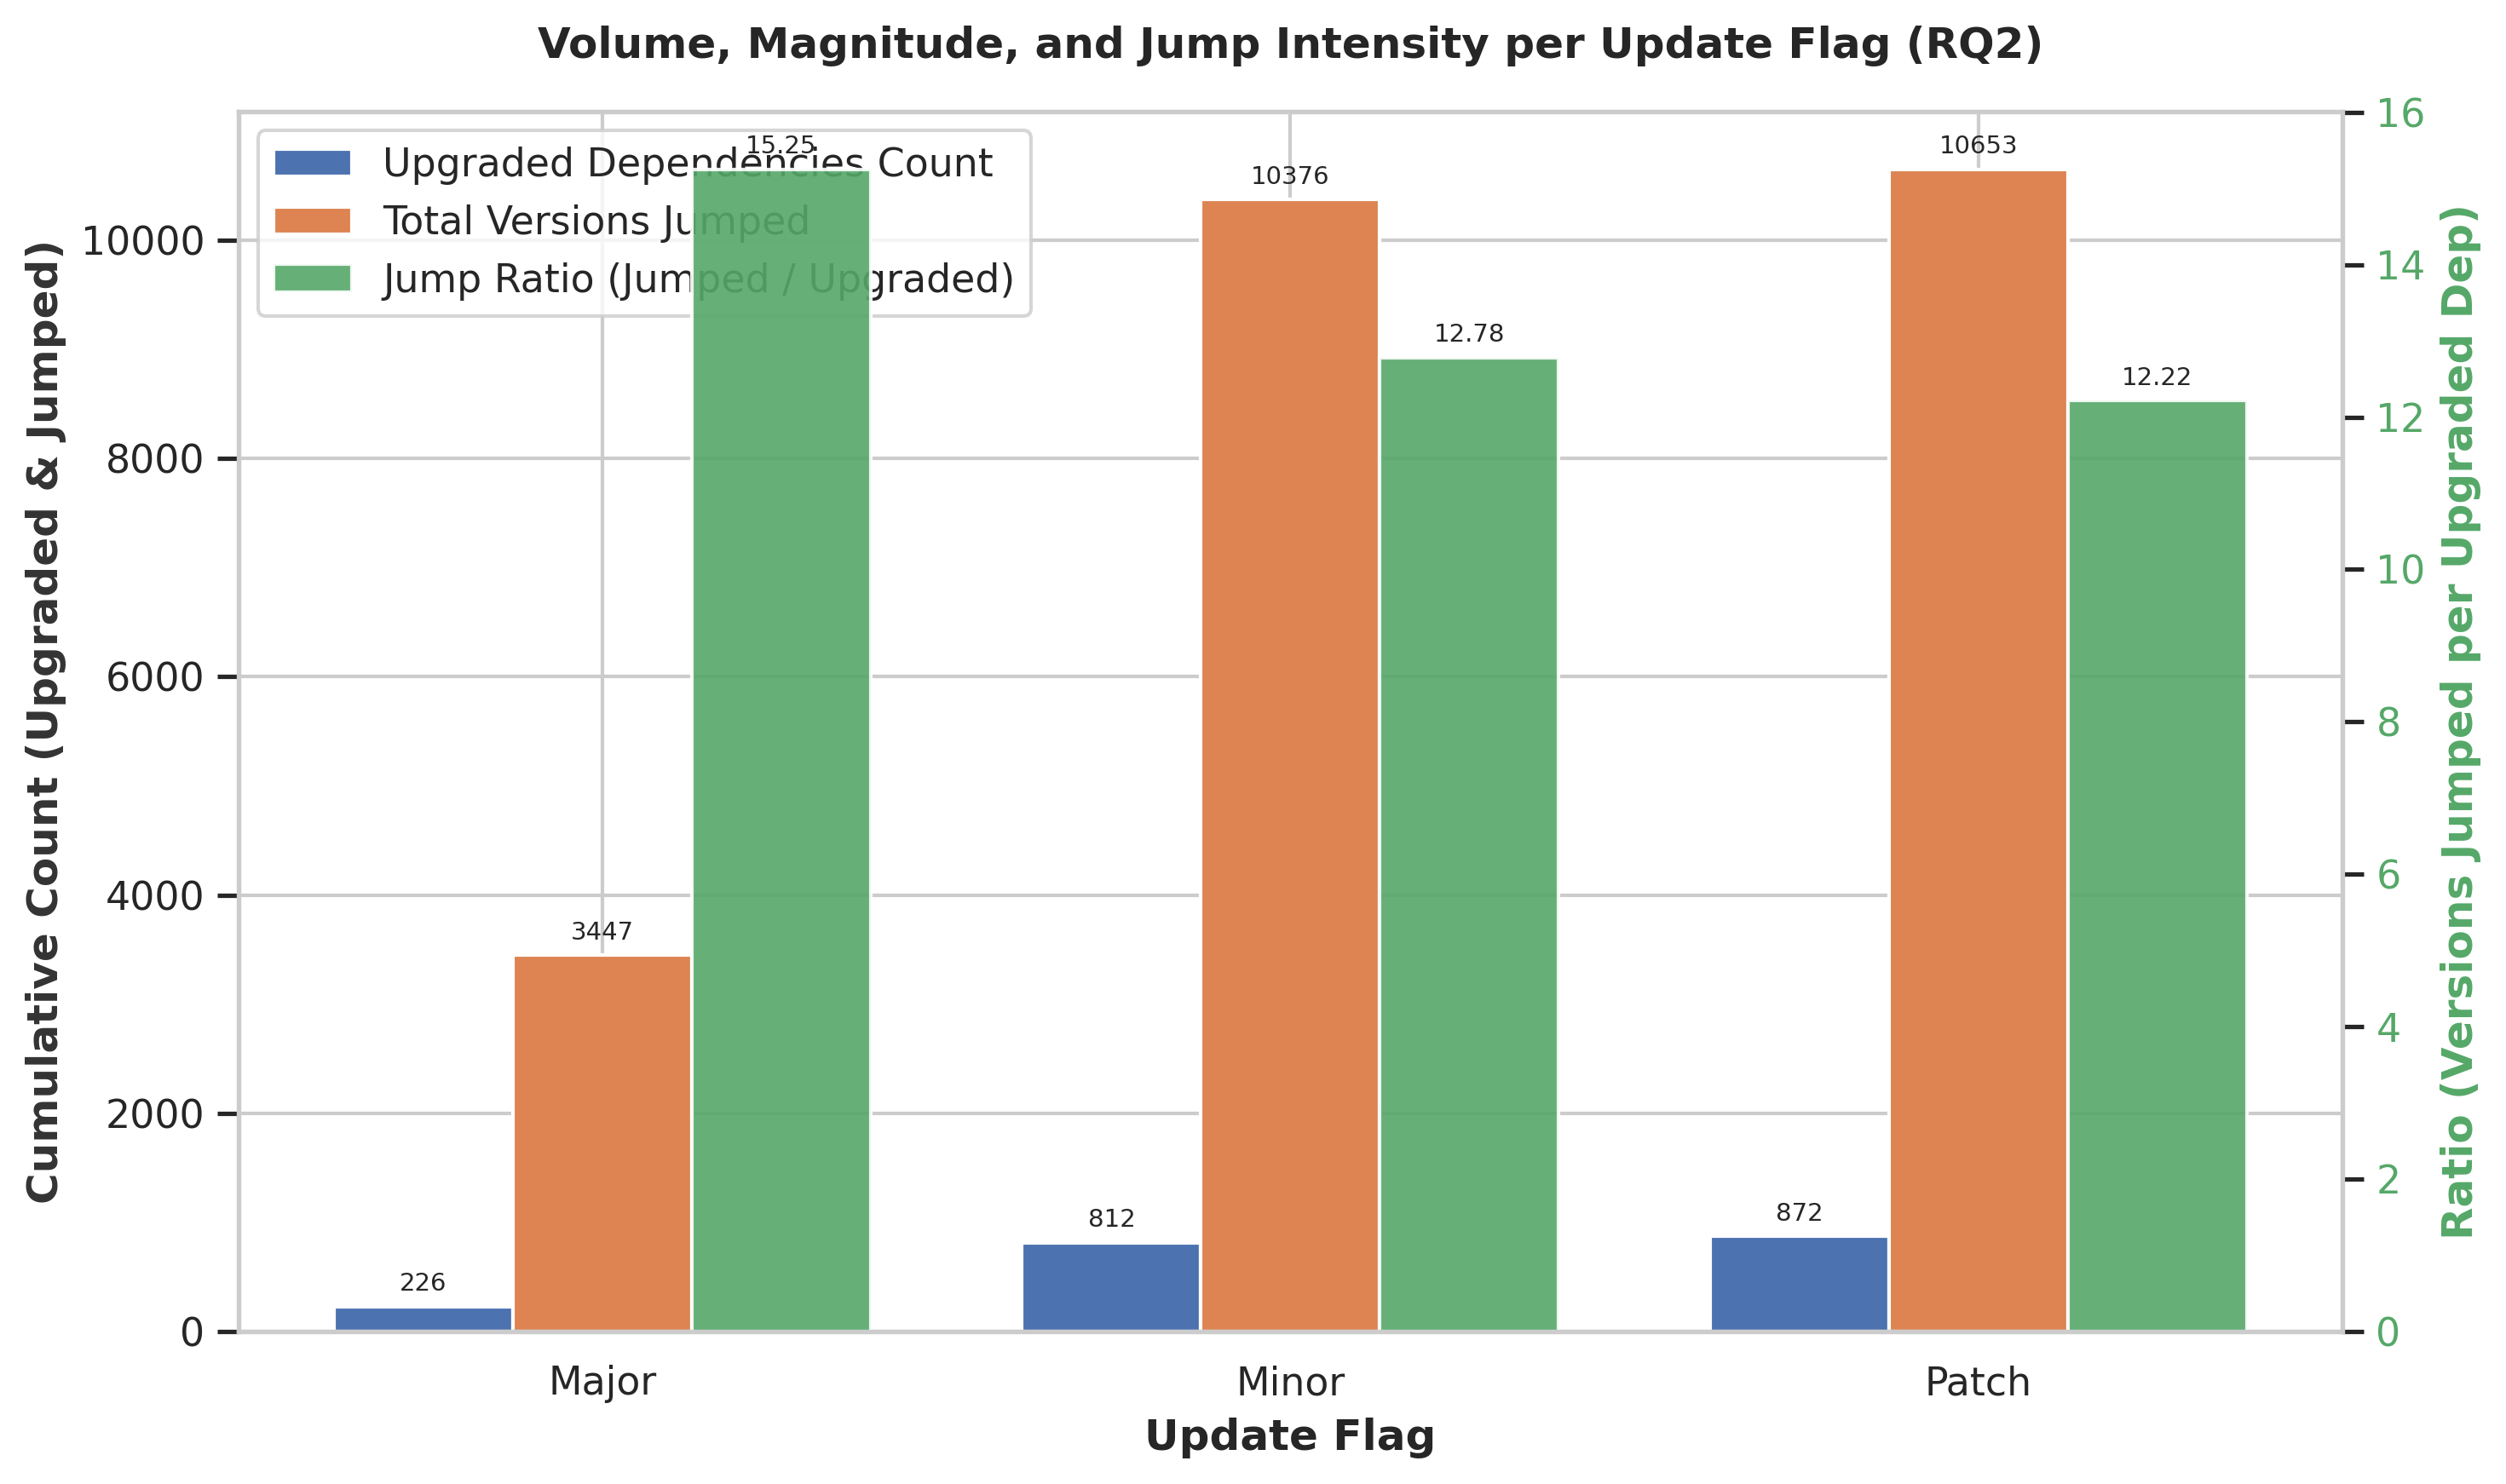 Volume, Magnitude, and Jump Intensity per Update Flag (RQ2)
Cumulative Count (Upgraded & Jumped)
10000
8000
6000
4000
2000
0
Upgraded Dependencies Count
Total Versions Jumped
Jump Ratio (Jumped / Upgraded)
226
3447
15.25
812
10376
12.78
872
10653
12.22
16
14
12
10
8
6
4
2
0
Ratio (Versions Jumped per Upgraded Dep)
Major
Minor
Patch
Update Flag